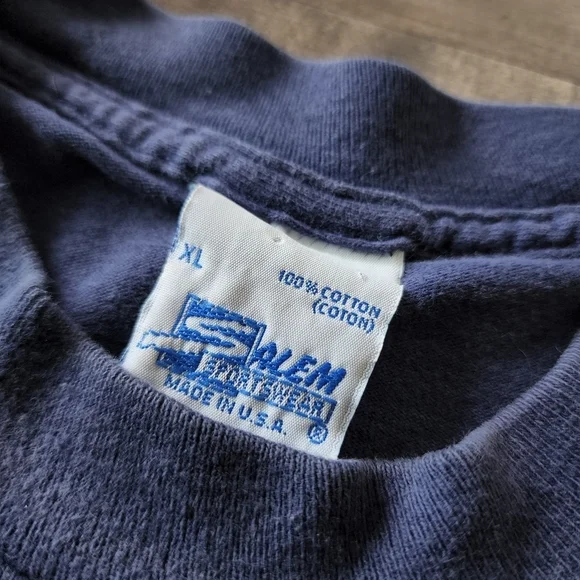 XL
100% COTTON
(COTON)
SALEM
SPORTSWEAR
MADE IN U.S.A. ®